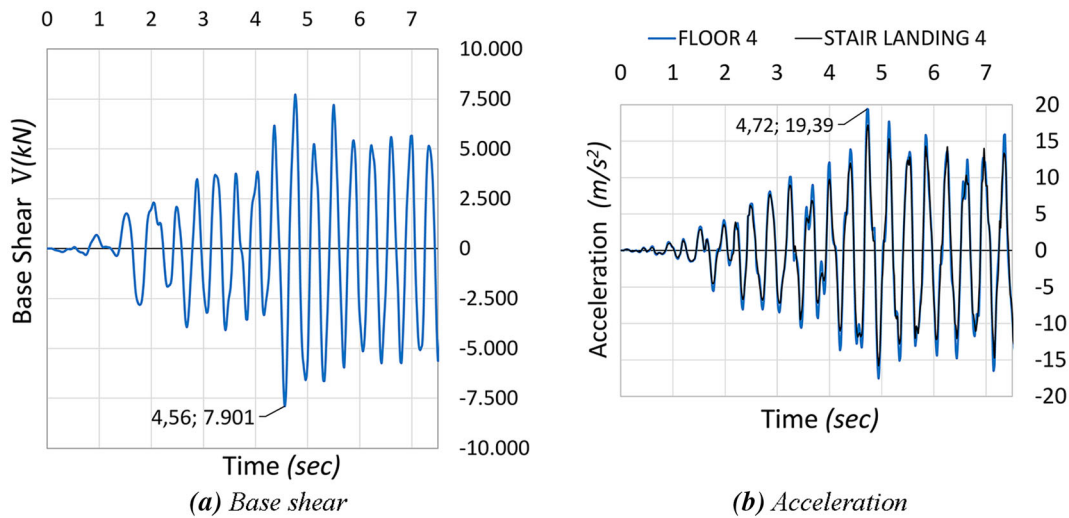 0 1 2 3 4 5 6 7
10.000
7.500
5.000
2.500
0
-2.500
-5.000
-7.500
-10.000
Base Shear V(kN)
4,56; 7.901
Time (sec)
(a) Base shear
FLOOR 4 STAIR LANDING 4
0 1 2 3 4 5 6 7
20
15
10
5
0
-5
-10
-15
-20
Acceleration (m/s²)
4,72; 19,39
Time (sec)
(b) Acceleration